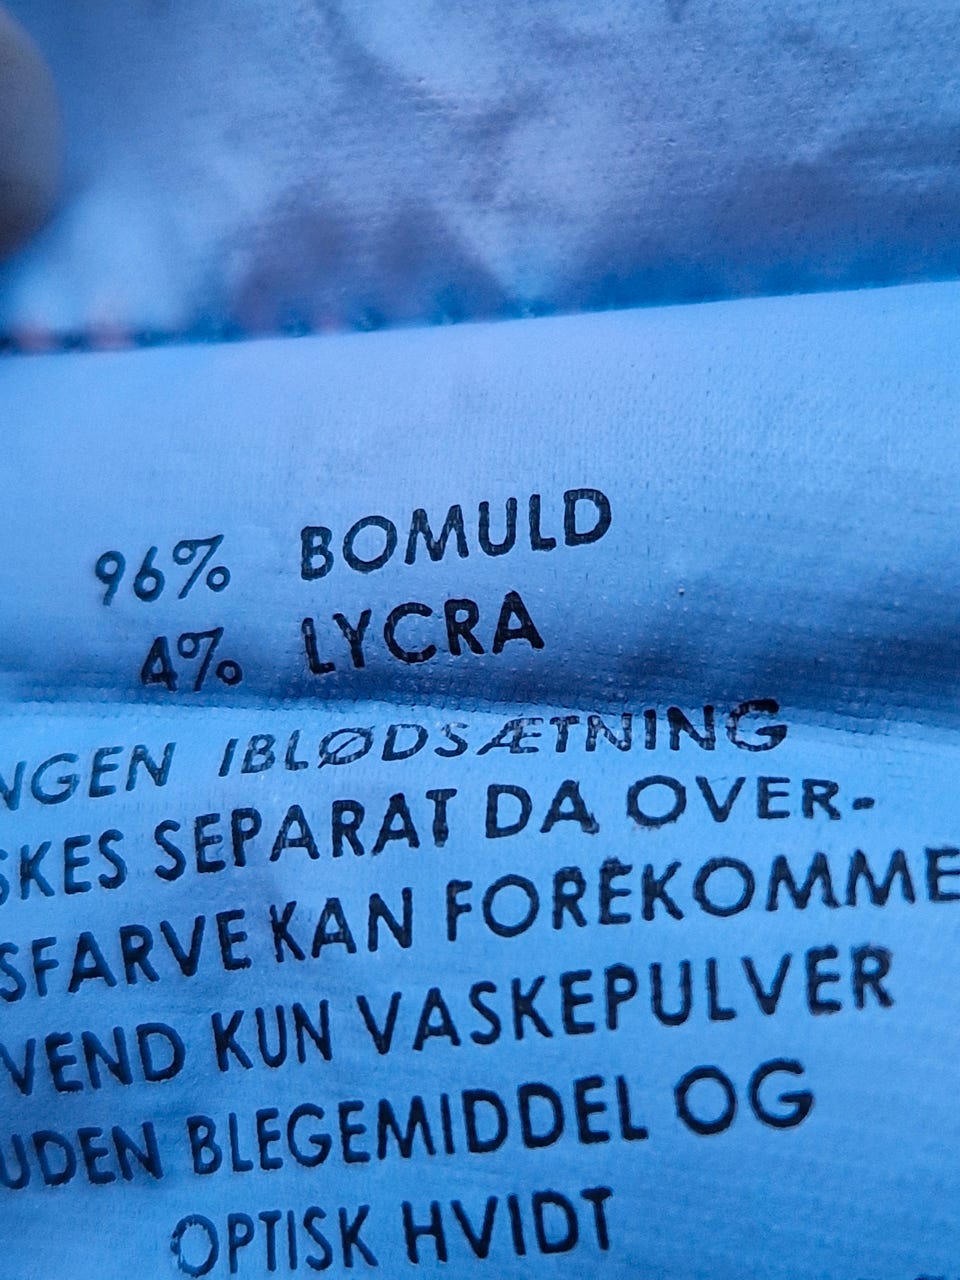 96% BOMULD
4% LYCRA
NGEN IBLØDSÆTNING
SKES SEPARAT DA OVER-
SFARVE KAN FOREKOMME
VEND KUN VASKEPULVER
UDEN BLEGEMIDDEL OG
OPTISK HVIDT